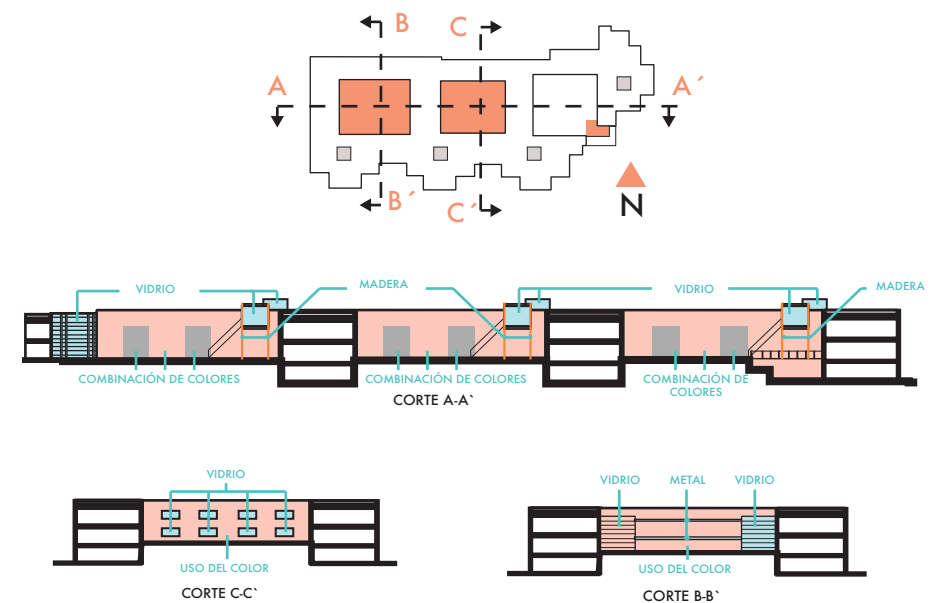 B C
A A´
B´ C´
N
VIDRIO MADERA VIDRIO MADERA
COMBINACIÓN DE COLORES COMBINACIÓN DE COLORES COMBINACIÓN DE
COLORES
CORTE A-A`
VIDRIO
USO DEL COLOR
CORTE C-C`
VIDRIO METAL VIDRIO
USO DEL COLOR
CORTE B-B`